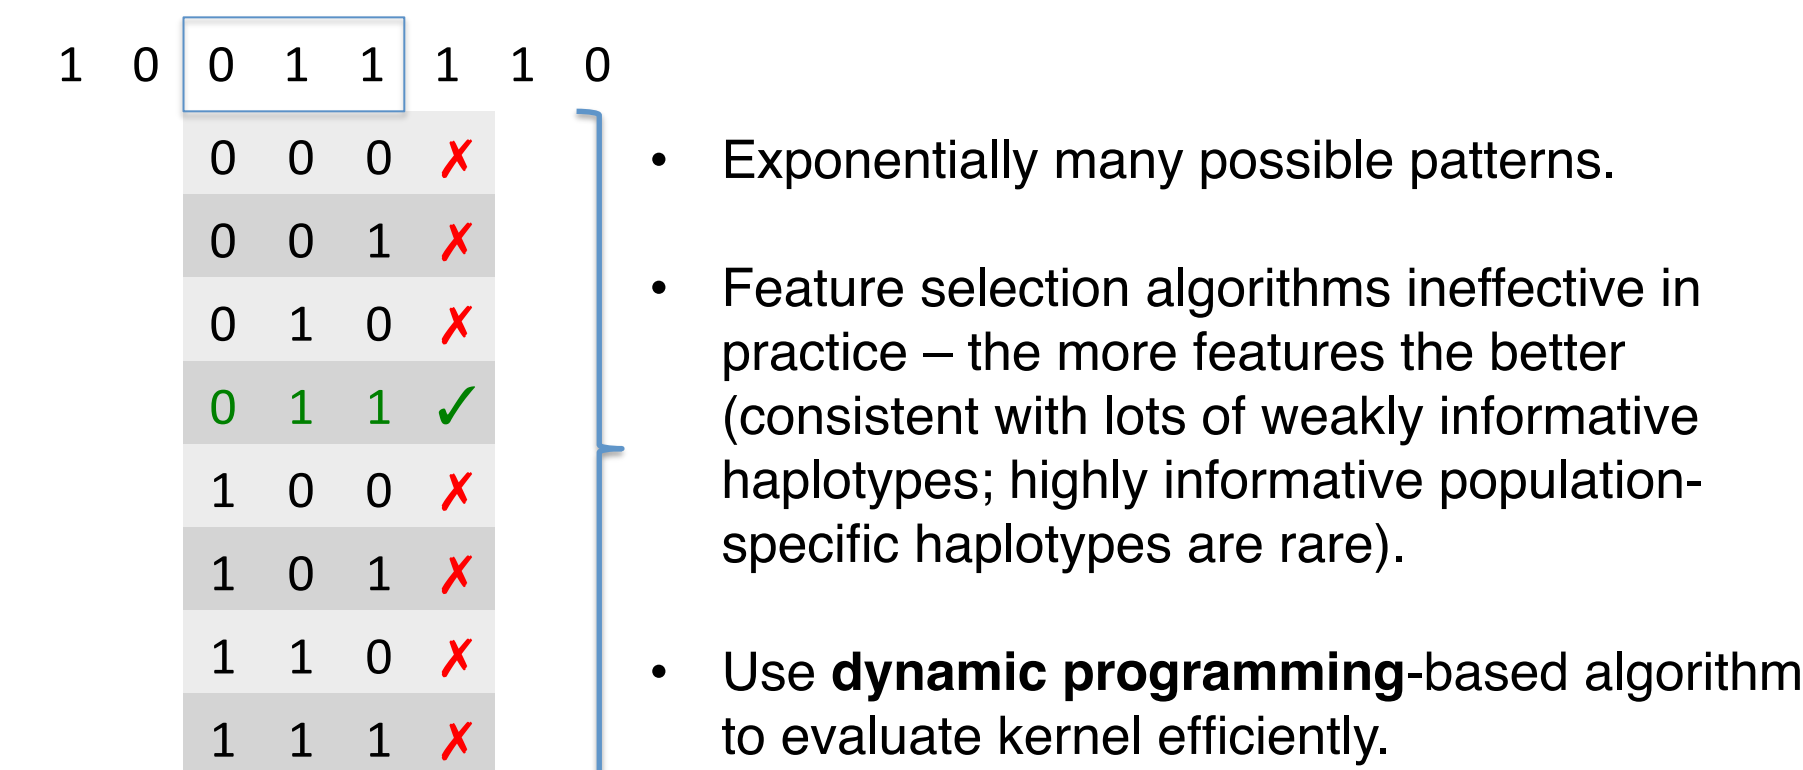 1 0 0 1 1 1 1 0
0 0 0 ✗
0 0 1 ✗
0 1 0 ✗
0 1 1 ✓
1 0 0 ✗
1 0 1 ✗
1 1 0 ✗
1 1 1 ✗
• Exponentially many possible patterns.
• Feature selection algorithms ineffective in
practice – the more features the better
(consistent with lots of weakly informative
haplotypes; highly informative population-
specific haplotypes are rare).
• Use dynamic programming-based algorithm
to evaluate kernel efficiently.